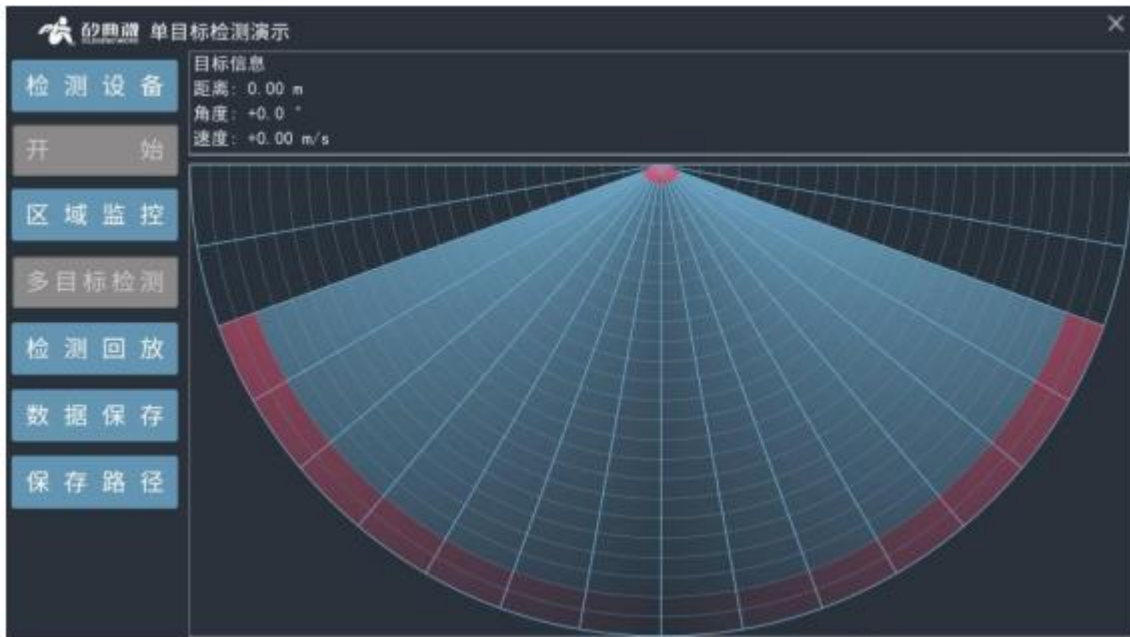 矽典微 单目标检测演示
检测设备
开始
区域监控
多目标检测
检测回放
数据保存
保存路径
目标信息
距离: 0.00 m
角度: +0.0 °
速度: +0.00 m/s